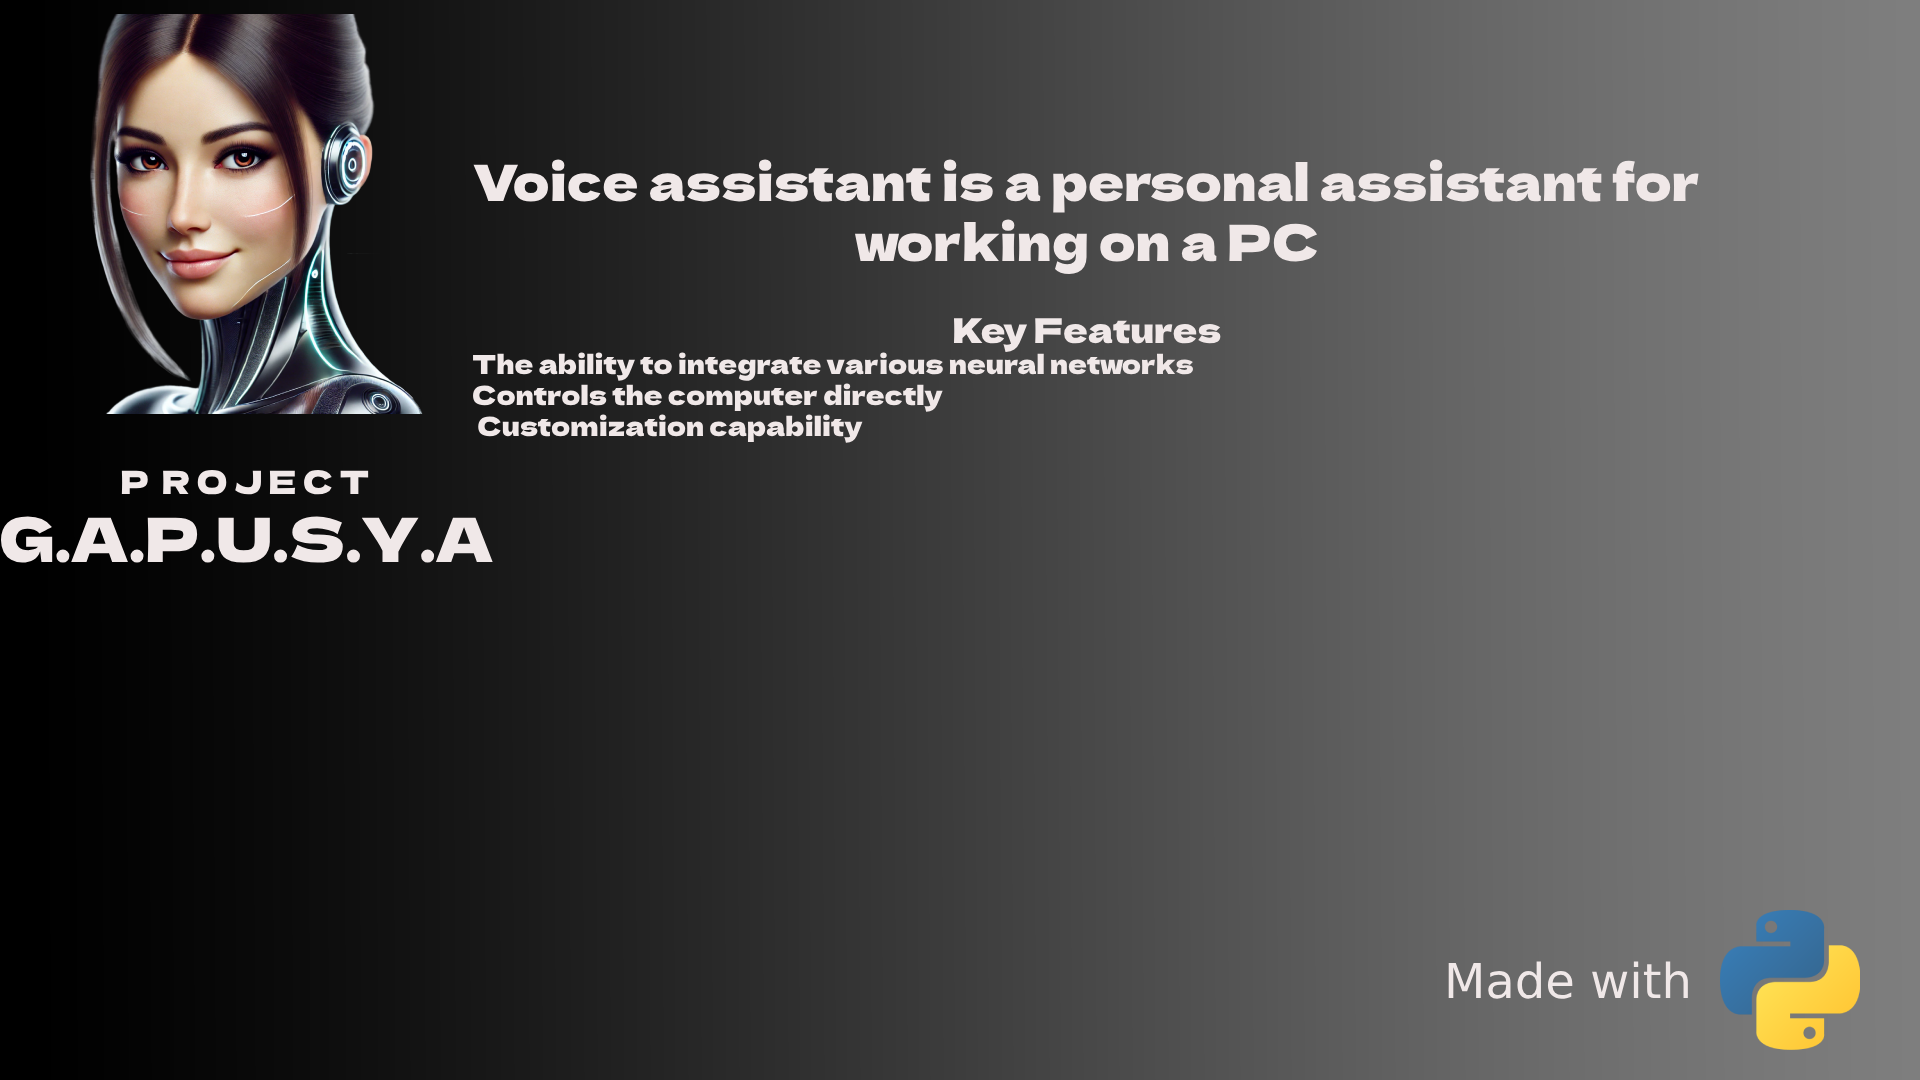 Voice assistant is a personal assistant for
working on a PC
Key Features
The ability to integrate various neural networks
Controls the computer directly
Customization capability
PROJECT
G.A.P.U.S.Y.A
Made with